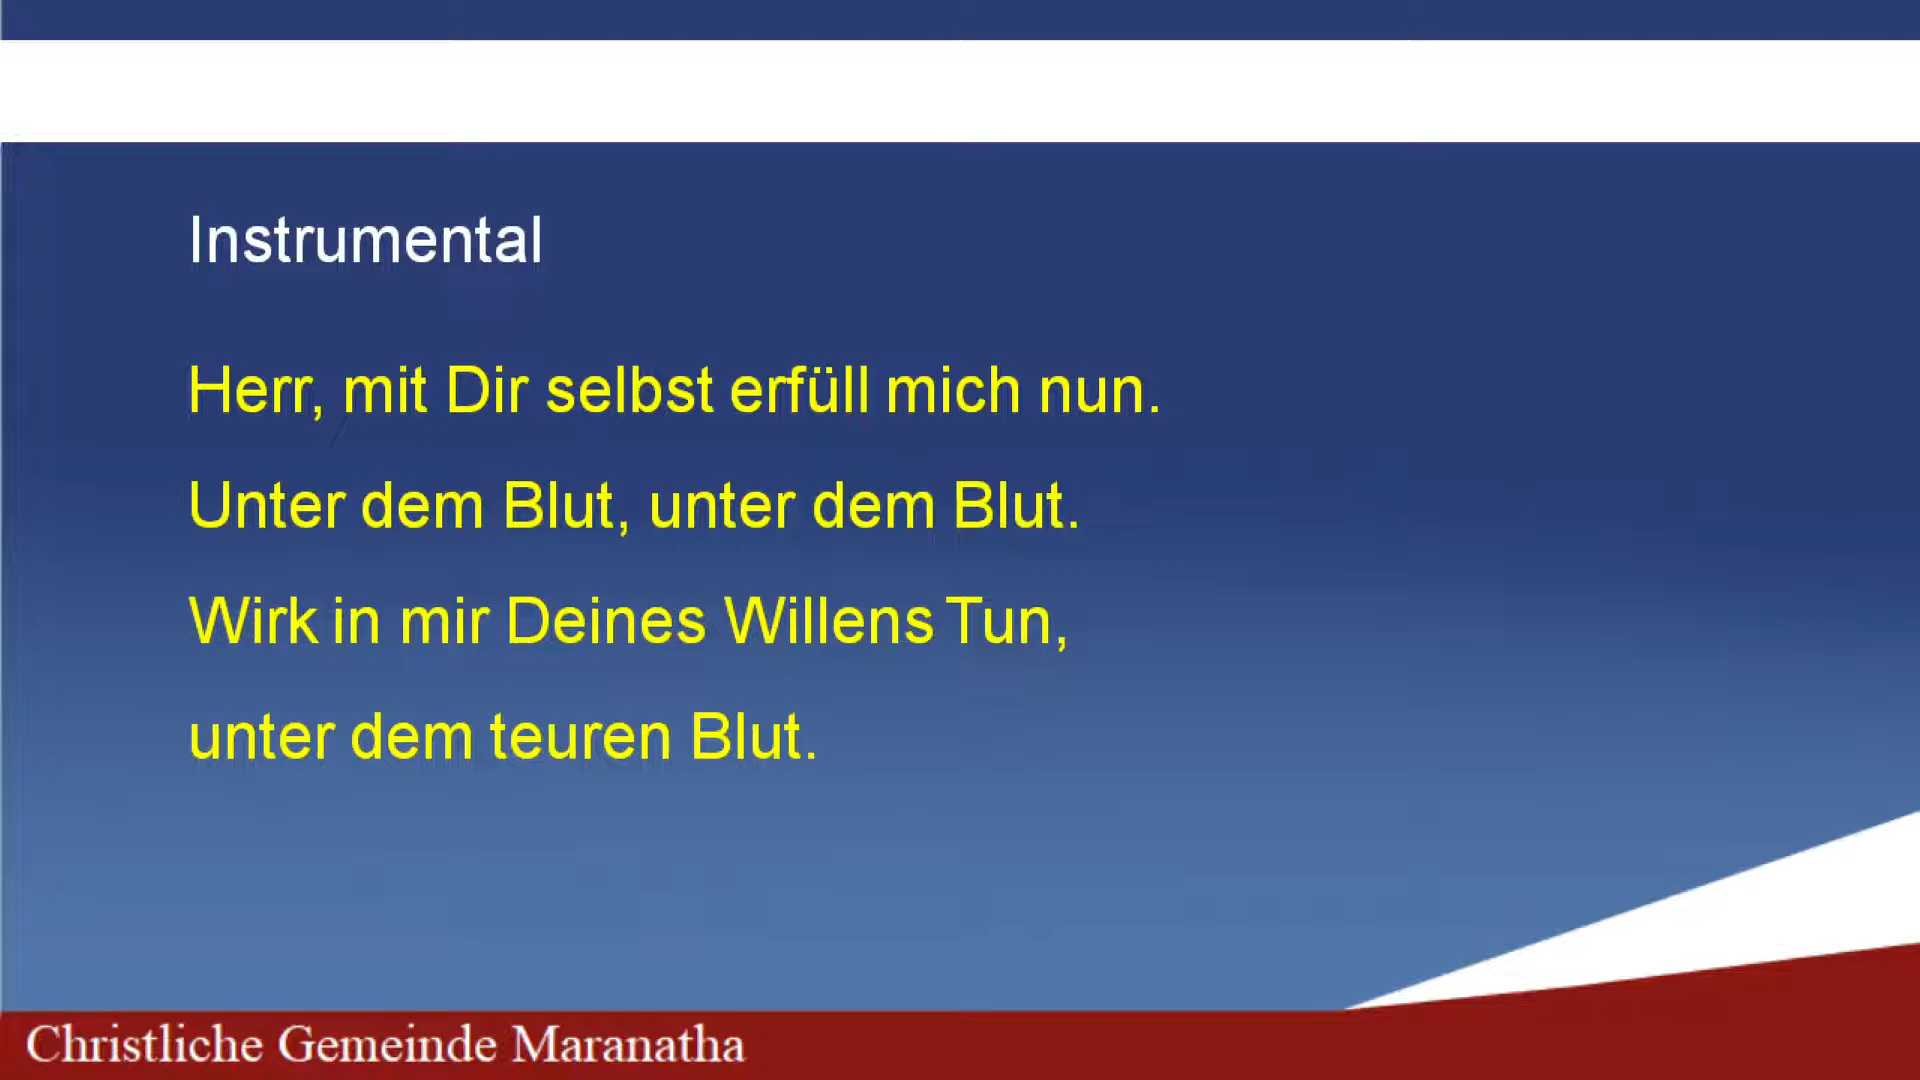 Instrumental
Herr, mit Dir selbst erfüll mich nun.
Unter dem Blut, unter dem Blut.
Wirk in mir Deines Willens Tun,
unter dem teuren Blut.
Christliche Gemeinde Maranatha